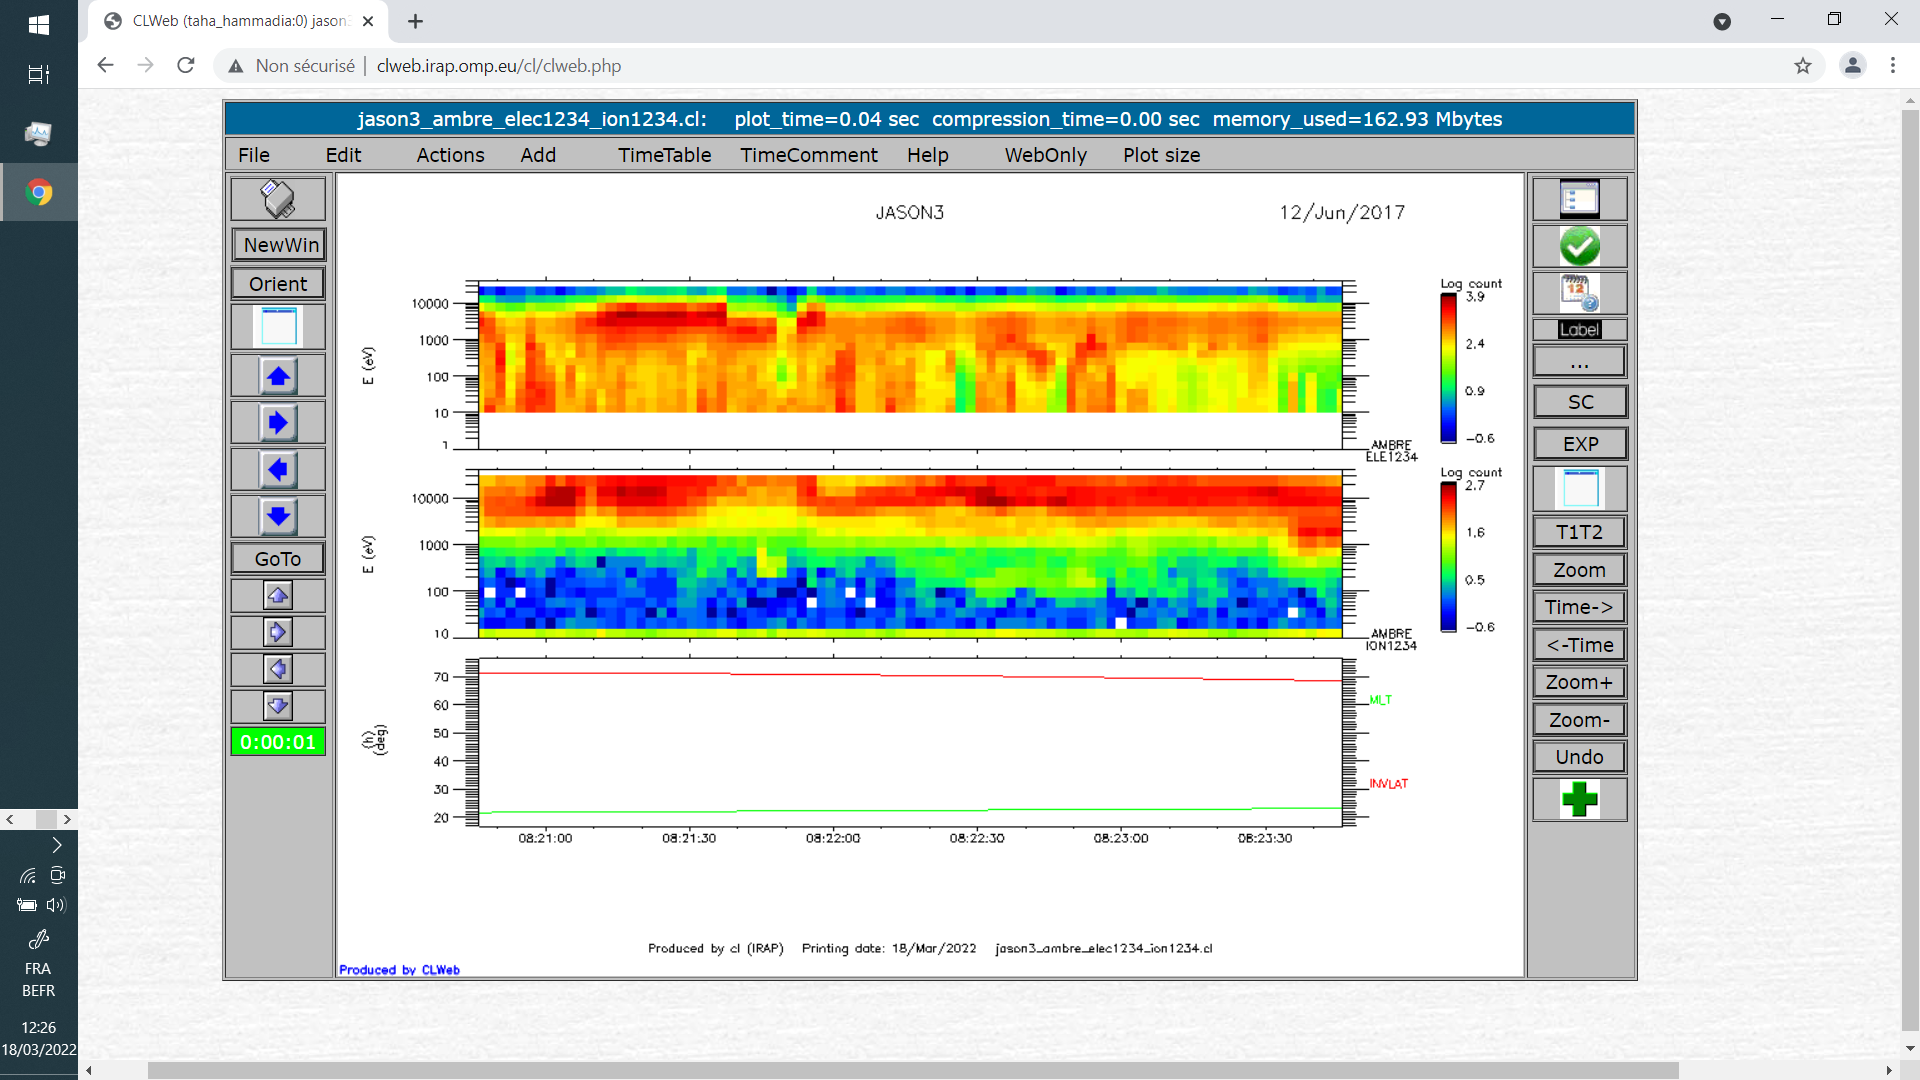 CLWeb (taha_hammadia:0) jason3
Non sécurisé | clweb.irap.omp.eu/cl/clweb.php
jason3_ambre_elec1234_ion1234.cl: plot_time=0.04 sec compression_time=0.00 sec memory_used=162.93 Mbytes
File Edit Actions Add TimeTable TimeComment Help WebOnly Plot size
NewWin
Orient
GoTo
0:00:01
JASON3 12/Jun/2017
Log count
3.9
2.4
0.9
-0.6
10000
1000
100
10
1
E (eV)
AMBRE
ELE1234
Log count
2.7
1.6
0.5
-0.6
10000
1000
100
10
E (eV)
AMBRE
ION1234
70
60
50
40
30
20
(h)
(deg)
MLT
INVLAT
08:21:00 08:21:30 08:22:00 08:22:30 08:23:00 08:23:30
Produced by cl (IRAP) Printing date: 18/Mar/2022 jason3_ambre_elec1234_ion1234.cl
Produced by CLWeb
12
Label
...
SC
EXP
T1T2
Zoom
Time->
<-Time
Zoom+
Zoom-
Undo
FRA
BEFR
12:26
18/03/2022